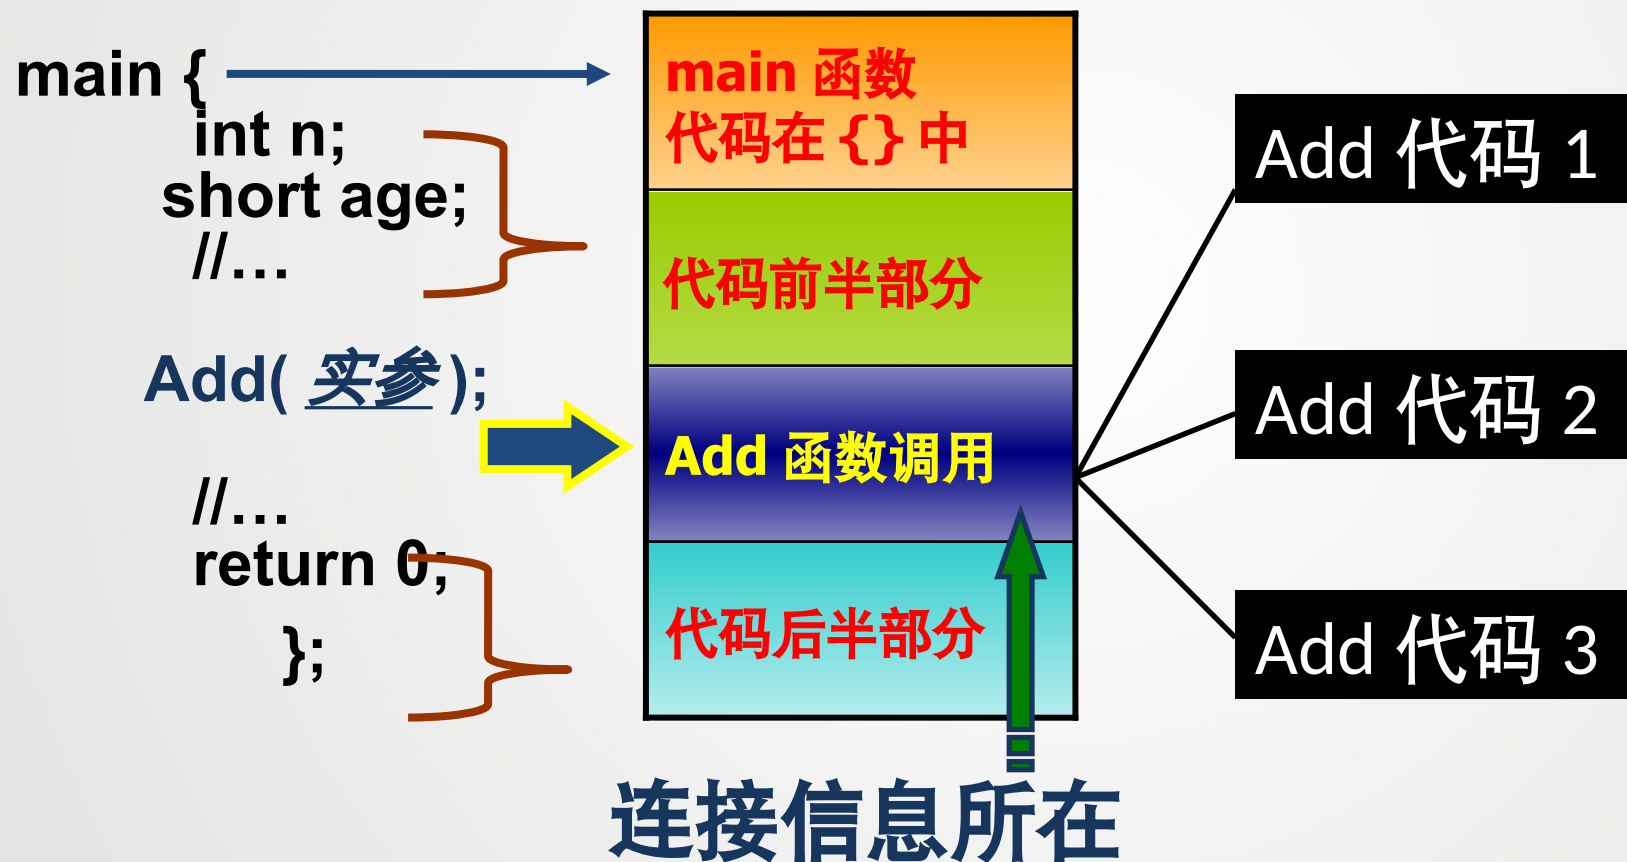 main {
int n;
short age;
//…
Add( 实参 );
//…
return 0;
};
main 函数
代码在 {} 中
代码前半部分
Add 函数调用
代码后半部分
连接信息所在
Add 代码 1
Add 代码 2
Add 代码 3